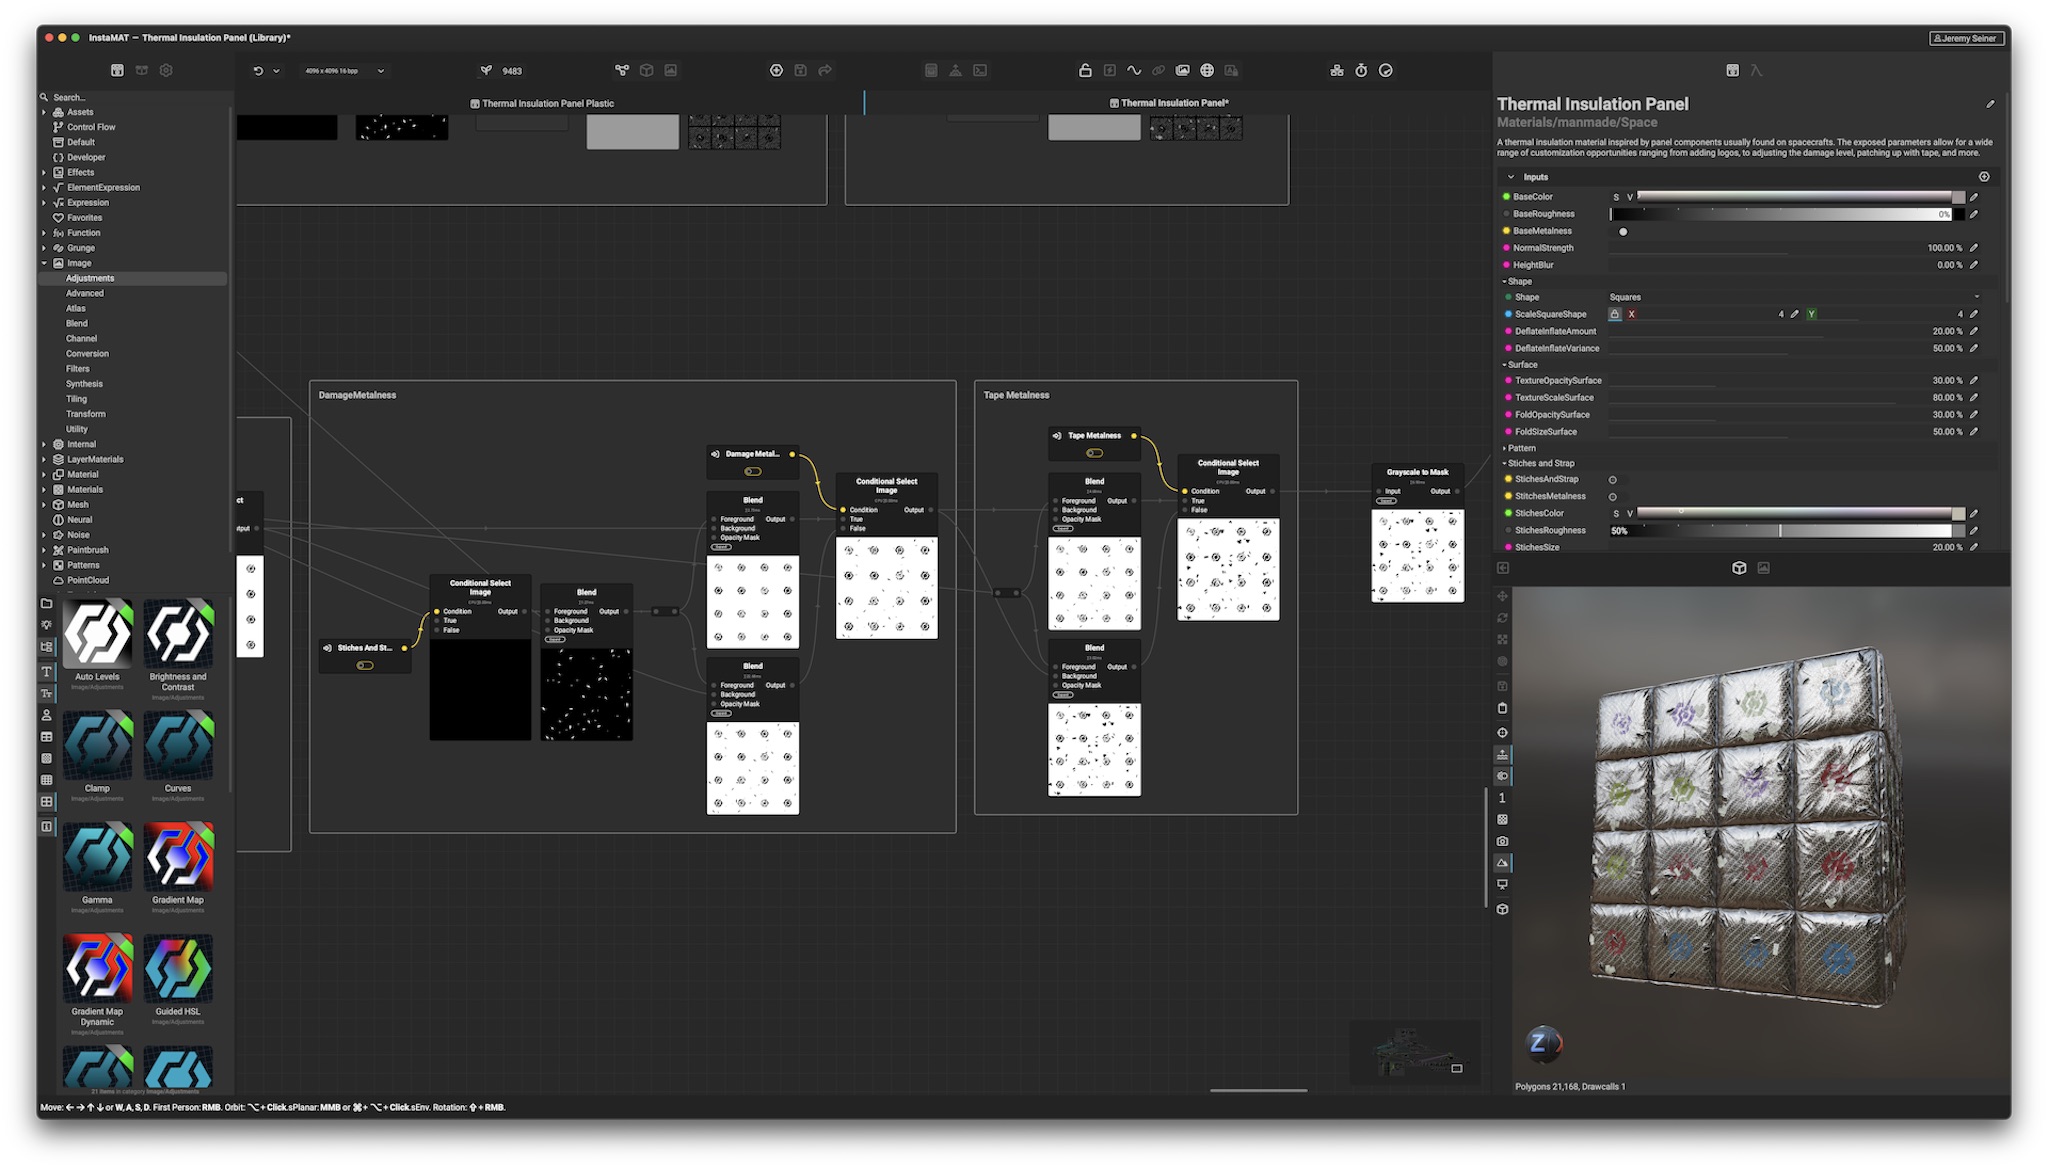 InstaMAT – Thermal Insulation Panel (Library)*
Jeremy Seiner
4096 x 4096 16 bpp
9483
Search...
Assets
Control Flow
Default
Developer
Effects
ElementExpression
Expression
Favorites
Function
Grunge
Image
Adjustments
Advanced
Atlas
Blend
Channel
Conversion
Filters
Synthesis
Tiling
Transform
Utility
Internal
LayerMaterials
Material
Materials
Mesh
Neural
Noise
Paintbrush
Patterns
PointCloud
Auto Levels
Image/Adjustments
Brightness and
Contrast
Image/Adjustments
Clamp
Image/Adjustments
Curves
Image/Adjustments
Gamma
Image/Adjustments
Gradient Map
Image/Adjustments
Gradient Map
Dynamic
Image/Adjustments
Guided HSL
Image/Adjustments
21 items in category Image/Adjustments
Thermal Insulation Panel Plastic
Thermal Insulation Panel*
DamageMetalness
Stiches And St...
Conditional Select
Image
Condition Output
True
False
Blend
Foreground Output
Background
Opacity Mask
Damage Metal...
Blend
Foreground Output
Background
Opacity Mask
Blend
Foreground Output
Background
Opacity Mask
Conditional Select
Image
Condition Output
True
False
Tape Metalness
Tape Metalness
Blend
Foreground Output
Background
Opacity Mask
Blend
Foreground Output
Background
Opacity Mask
Conditional Select
Image
Condition Output
True
False
Grayscale to Mask
Input Output
Thermal Insulation Panel
Materials/manmade/Space
A thermal insulation material inspired by panel components usually found on spacecrafts. The exposed parameters allow for a wide
range of customization opportunities ranging from adding logos, to adjusting the damage level, patching up with tape, and more.
Inputs
BaseColor S V
BaseRoughness 0%
BaseMetalness
NormalStrength 100.00 %
HeightBlur 0.00 %
Shape
Shape Squares
ScaleSquareShape X 4 Y 4
DeflateInflateAmount 20.00 %
DeflateInflateVariance 50.00 %
Surface
TextureOpacitySurface 30.00 %
TextureScaleSurface 80.00 %
FoldOpacitySurface 30.00 %
FoldSizeSurface 50.00 %
Pattern
Stiches and Strap
StichesAndStrap
StitchesMetalness
StichesColor S V
StichesRoughness 50%
StichesSize 20.00 %
1
Z
Polygons 21,168, Drawcalls 1
Move: ←→↑↓ or W, A, S, D. First Person: RMB. Orbit: ⌥+Click.sPlanar: MMB or ⌘+⌥+Click.sEnv. Rotation: ⇧+RMB.